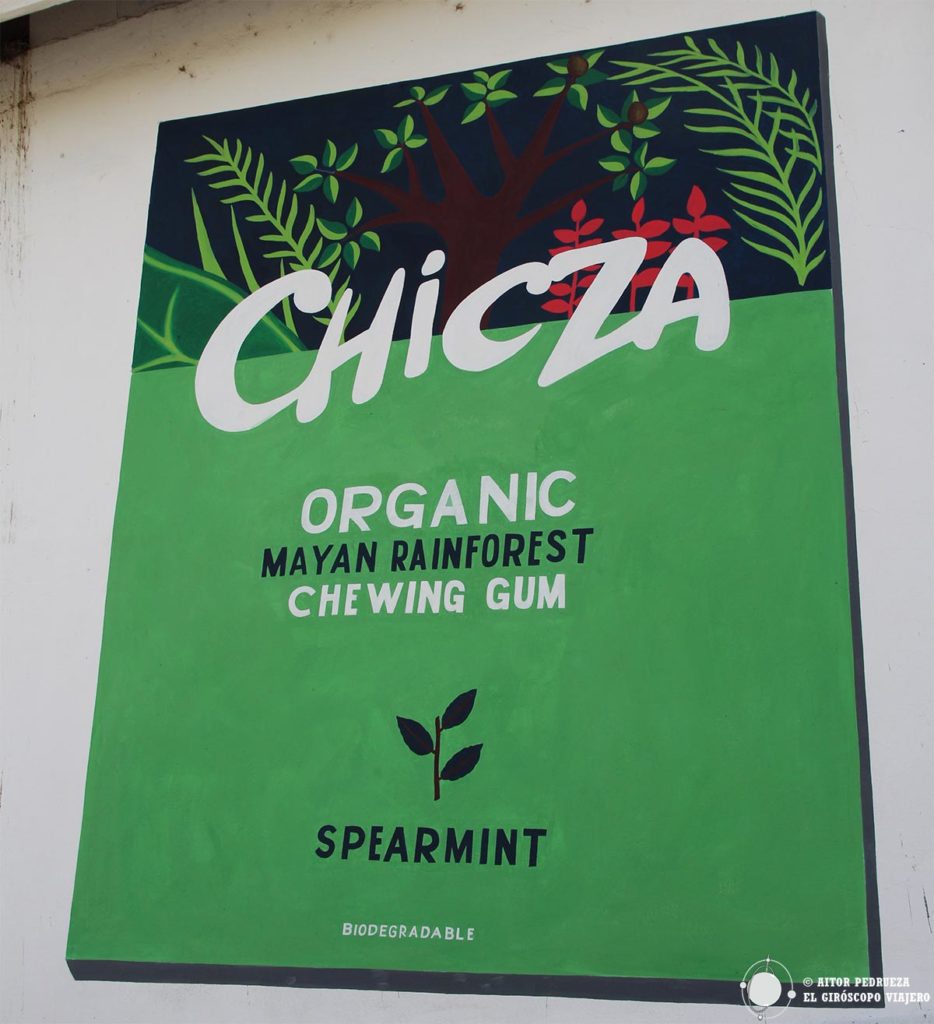 CHiCZA
ORGANIC
MAYAN RAINFOREST
CHEWING GUM
SPEARMINT
BIODEGRADABLE
© AITOR PEDRUEZA
EL GIRÓSCOPO VIAJERO